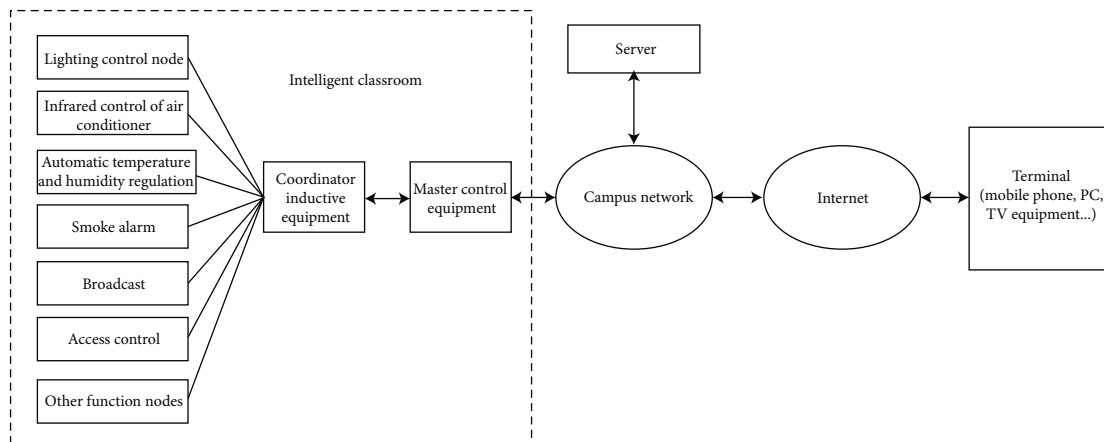 Lighting control node
Infrared control of air
conditioner
Automatic temperature
and humidity regulation
Smoke alarm
Broadcast
Access control
Other function nodes
Intelligent classroom
Coordinator
inductive
equipment
Master control
equipment
Server
Campus network
Internet
Terminal
(mobile phone, PC,
TV equipment...)